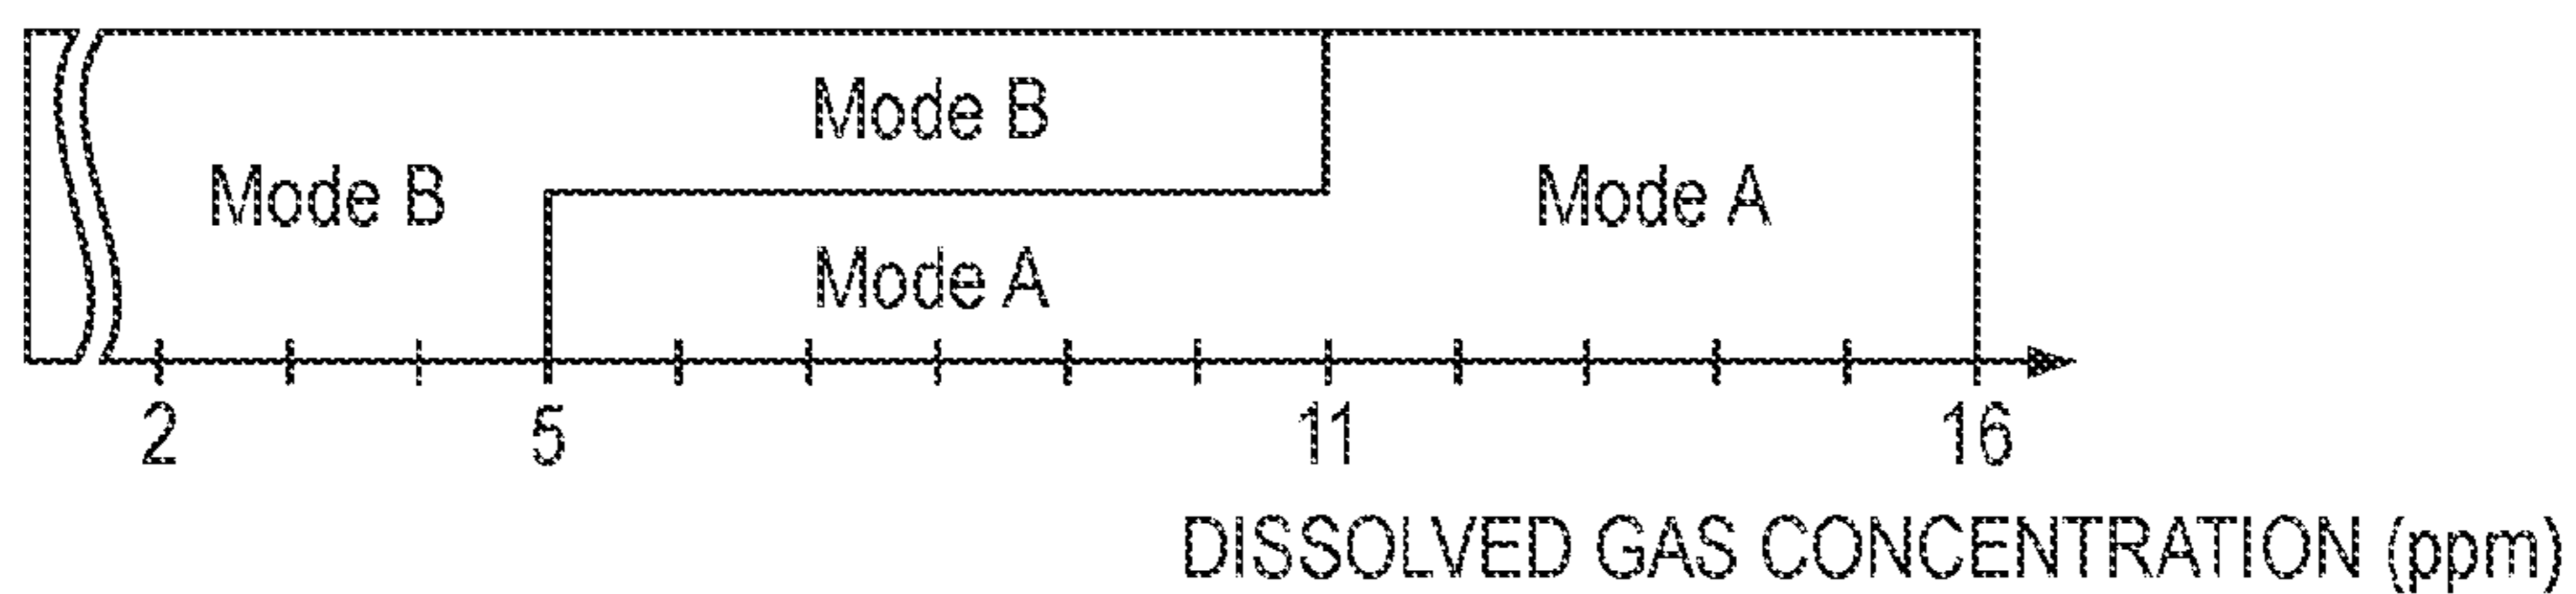 Mode B
Mode B
Mode A
Mode A
2 5 11 16
DISSOLVED GAS CONCENTRATION (ppm)